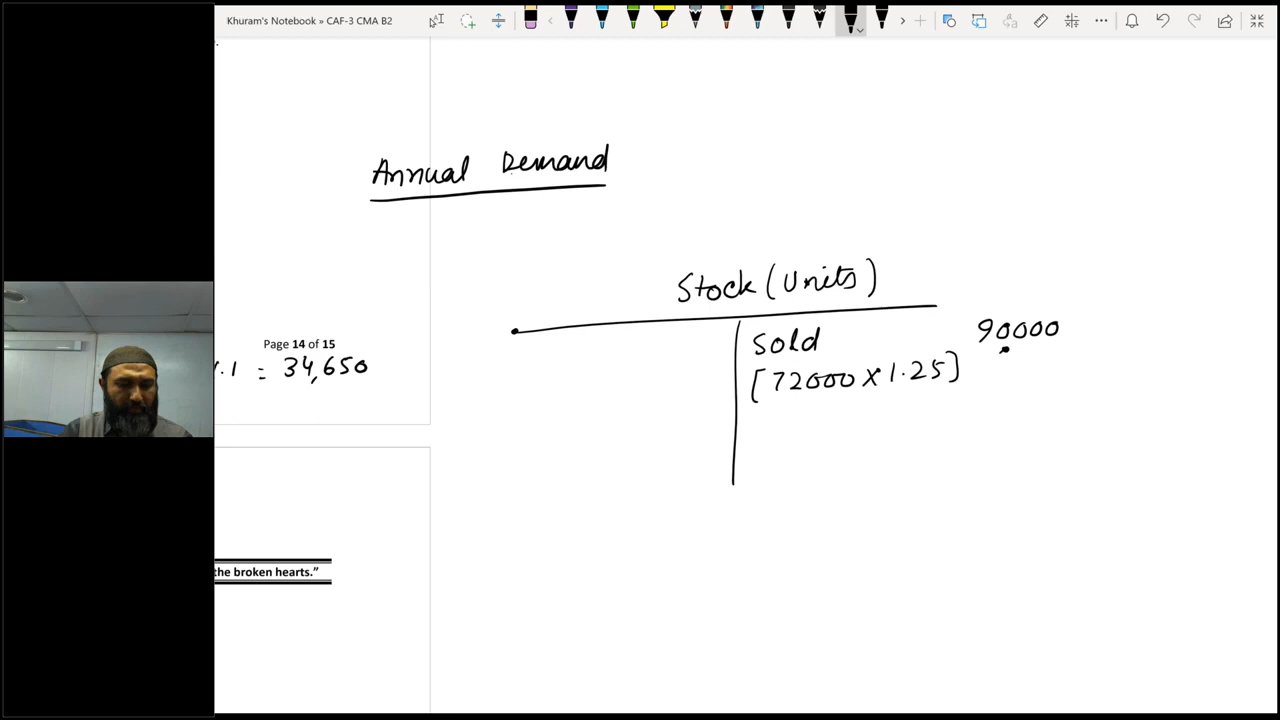 Khuram's Notebook » CAF-3 CMA B2
Annual Demand
Stock (Units)
Sold 90000
[72000 x 1.25]
Page 14 of 15
1.1 = 34,650
the broken hearts.”